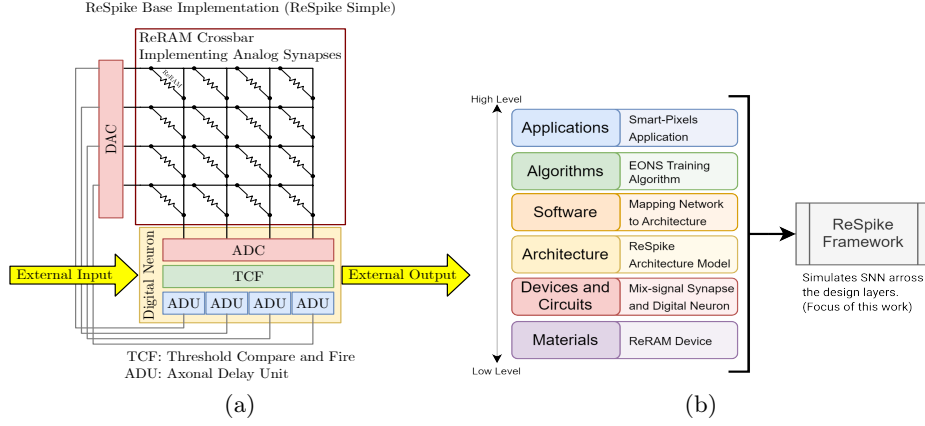 ReSpike Base Implementation (ReSpike Simple)
ReRAM Crossbar
Implementing Analog Synapses
ReRAM
DAC
Digital Neuron
ADC
TCF
ADU ADU ADU ADU
External Input
External Output
TCF: Threshold Compare and Fire
ADU: Axonal Delay Unit
(a)
High Level
Applications
Smart-Pixels
Application
Algorithms
EONS Training
Algorithm
Software
Mapping Network
to Architecture
Architecture
ReSpike
Architecture Model
Devices and
Circuits
Mix-signal Synapse
and Digital Neuron
Materials
ReRAM Device
Low Level
ReSpike
Framework
Simulates SNN arross
the design layers.
(Focus of this work)
(b)